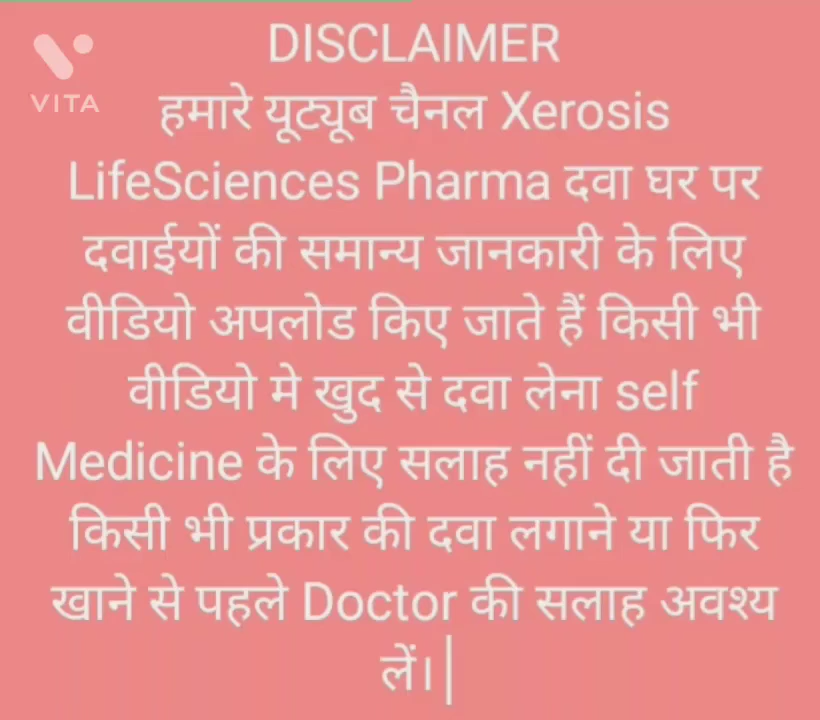 VITA
DISCLAIMER
हमारे यूट्यूब चैनल Xerosis
LifeSciences Pharma दवा घर पर
दवाईयों की समान्य जानकारी के लिए
वीडियो अपलोड किए जाते हैं किसी भी
वीडियो मे खुद से दवा लेना self
Medicine के लिए सलाह नहीं दी जाती है
किसी भी प्रकार की दवा लगाने या फिर
खाने से पहले Doctor की सलाह अवश्य
लें।